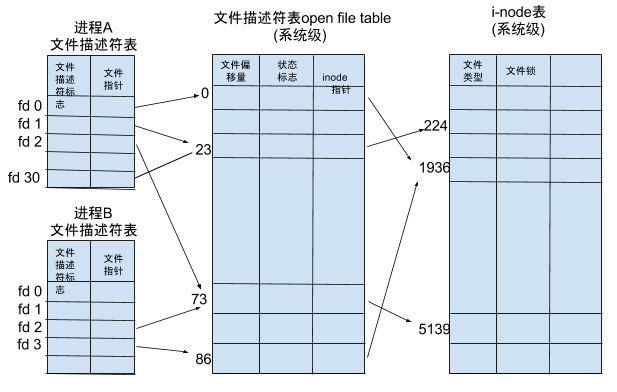 进程A
文件描述符表
文件
描述
符标
志
文件
指针
fd 0
fd 1
fd 2
fd 30
进程B
文件描述符表
文件
描述
符标
志
文件
指针
fd 0
fd 1
fd 2
fd 3
文件描述符表open file table
(系统级)
文件偏
移量
状态
标志
inode
指针
0
23
73
86
i-node表
(系统级)
文件
类型
文件锁
224
1936
5139